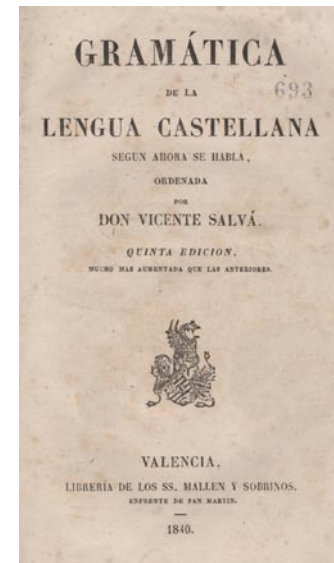 GRAMÁTICA
DE LA
693
LENGUA CASTELLANA
SEGUN AHORA SE HABLA,
ORDENADA
POR
DON VICENTE SALVÁ.
QUINTA EDICION,
MUCHO MAS AUMENTADA QUE LAS ANTERIORES.
VALENCIA,
LIBRERÍA DE LOS SS. MALLEN Y SOBRINOS,
ENFRENTE DE SAN MARTIN.
1840.